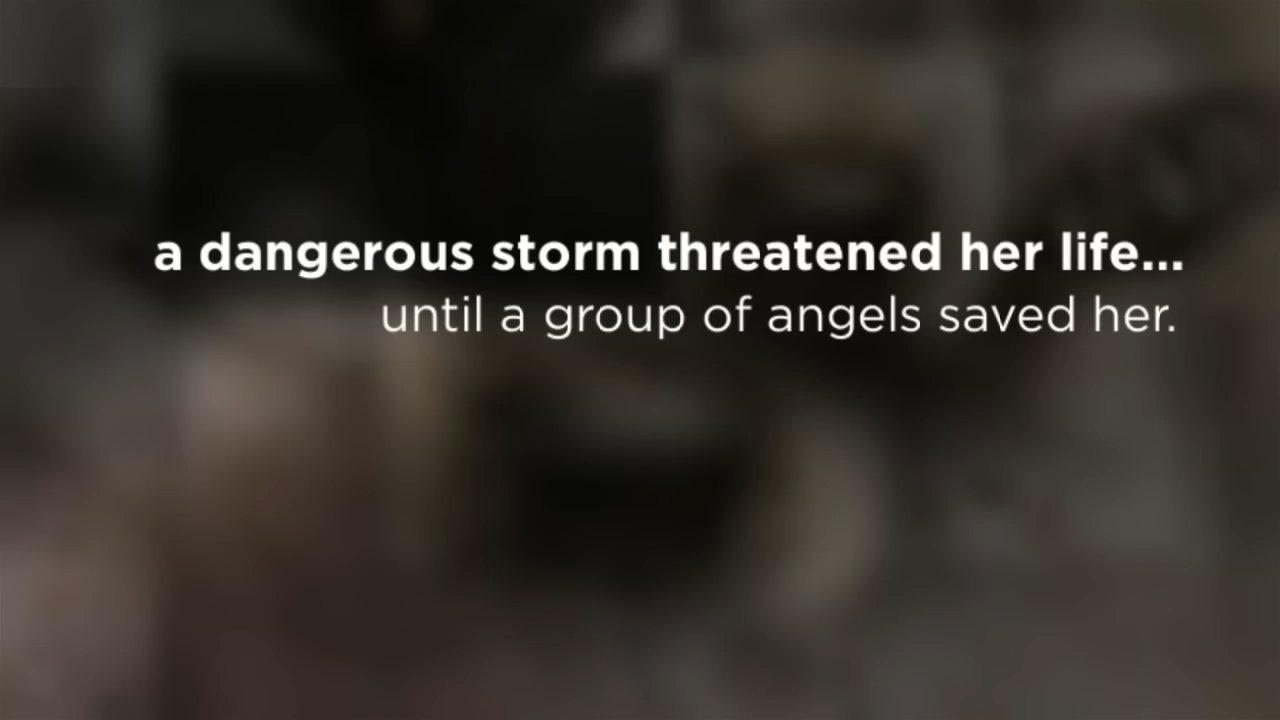 a dangerous storm threatened her life...
until a group of angels saved her.